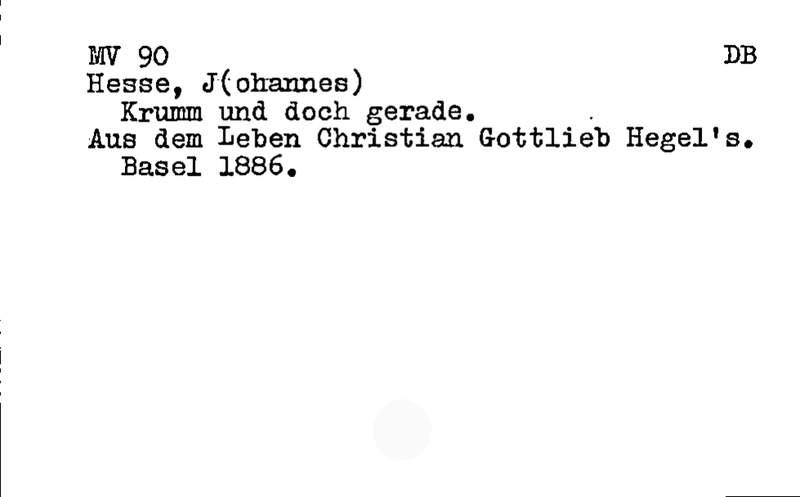 MV 90 DB
Hesse, J(ohannes)
Krumm und doch gerade.
Aus dem Leben Christian Gottlieb Hegel's.
Basel 1886.